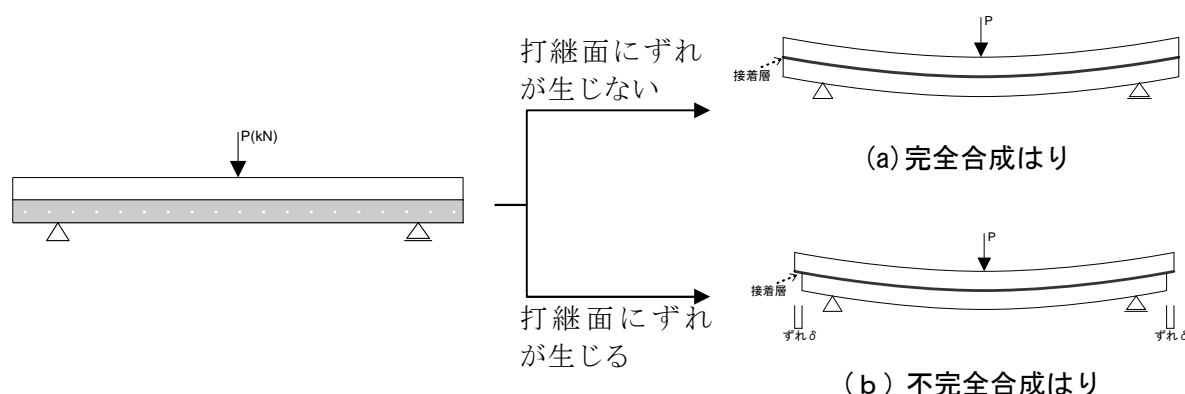 P(kN)
打継面にずれ
が生じない
打継面にずれ
が生じる
P
接着層
(a)完全合成はり
P
接着層
ずれδ
ずれδ
(b) 不完全合成はり